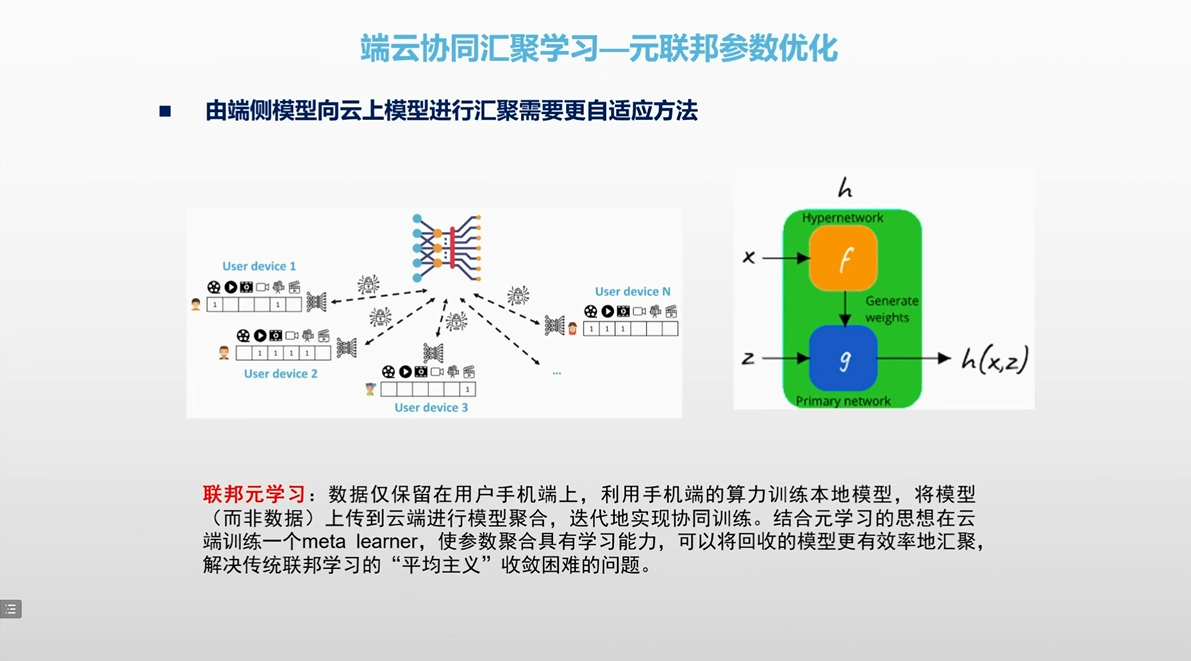 端云协同汇聚学习—元联邦参数优化
由端侧模型向云上模型进行汇聚需要更自适应方法
User device 1
1 1
User device 2
1 1 1 1
User device 3
1
...
User device N
1 1 1
h
Hypernetwork
x
f
Generate
weights
z
g
h(x,z)
Primary network
联邦元学习：数据仅保留在用户手机端上，利用手机端的算力训练本地模型，将模型
（而非数据）上传到云端进行模型聚合，迭代地实现协同训练。结合元学习的思想在云
端训练一个meta learner，使参数聚合具有学习能力，可以将回收的模型更有效率地汇聚，
解决传统联邦学习的“平均主义”收敛困难的问题。